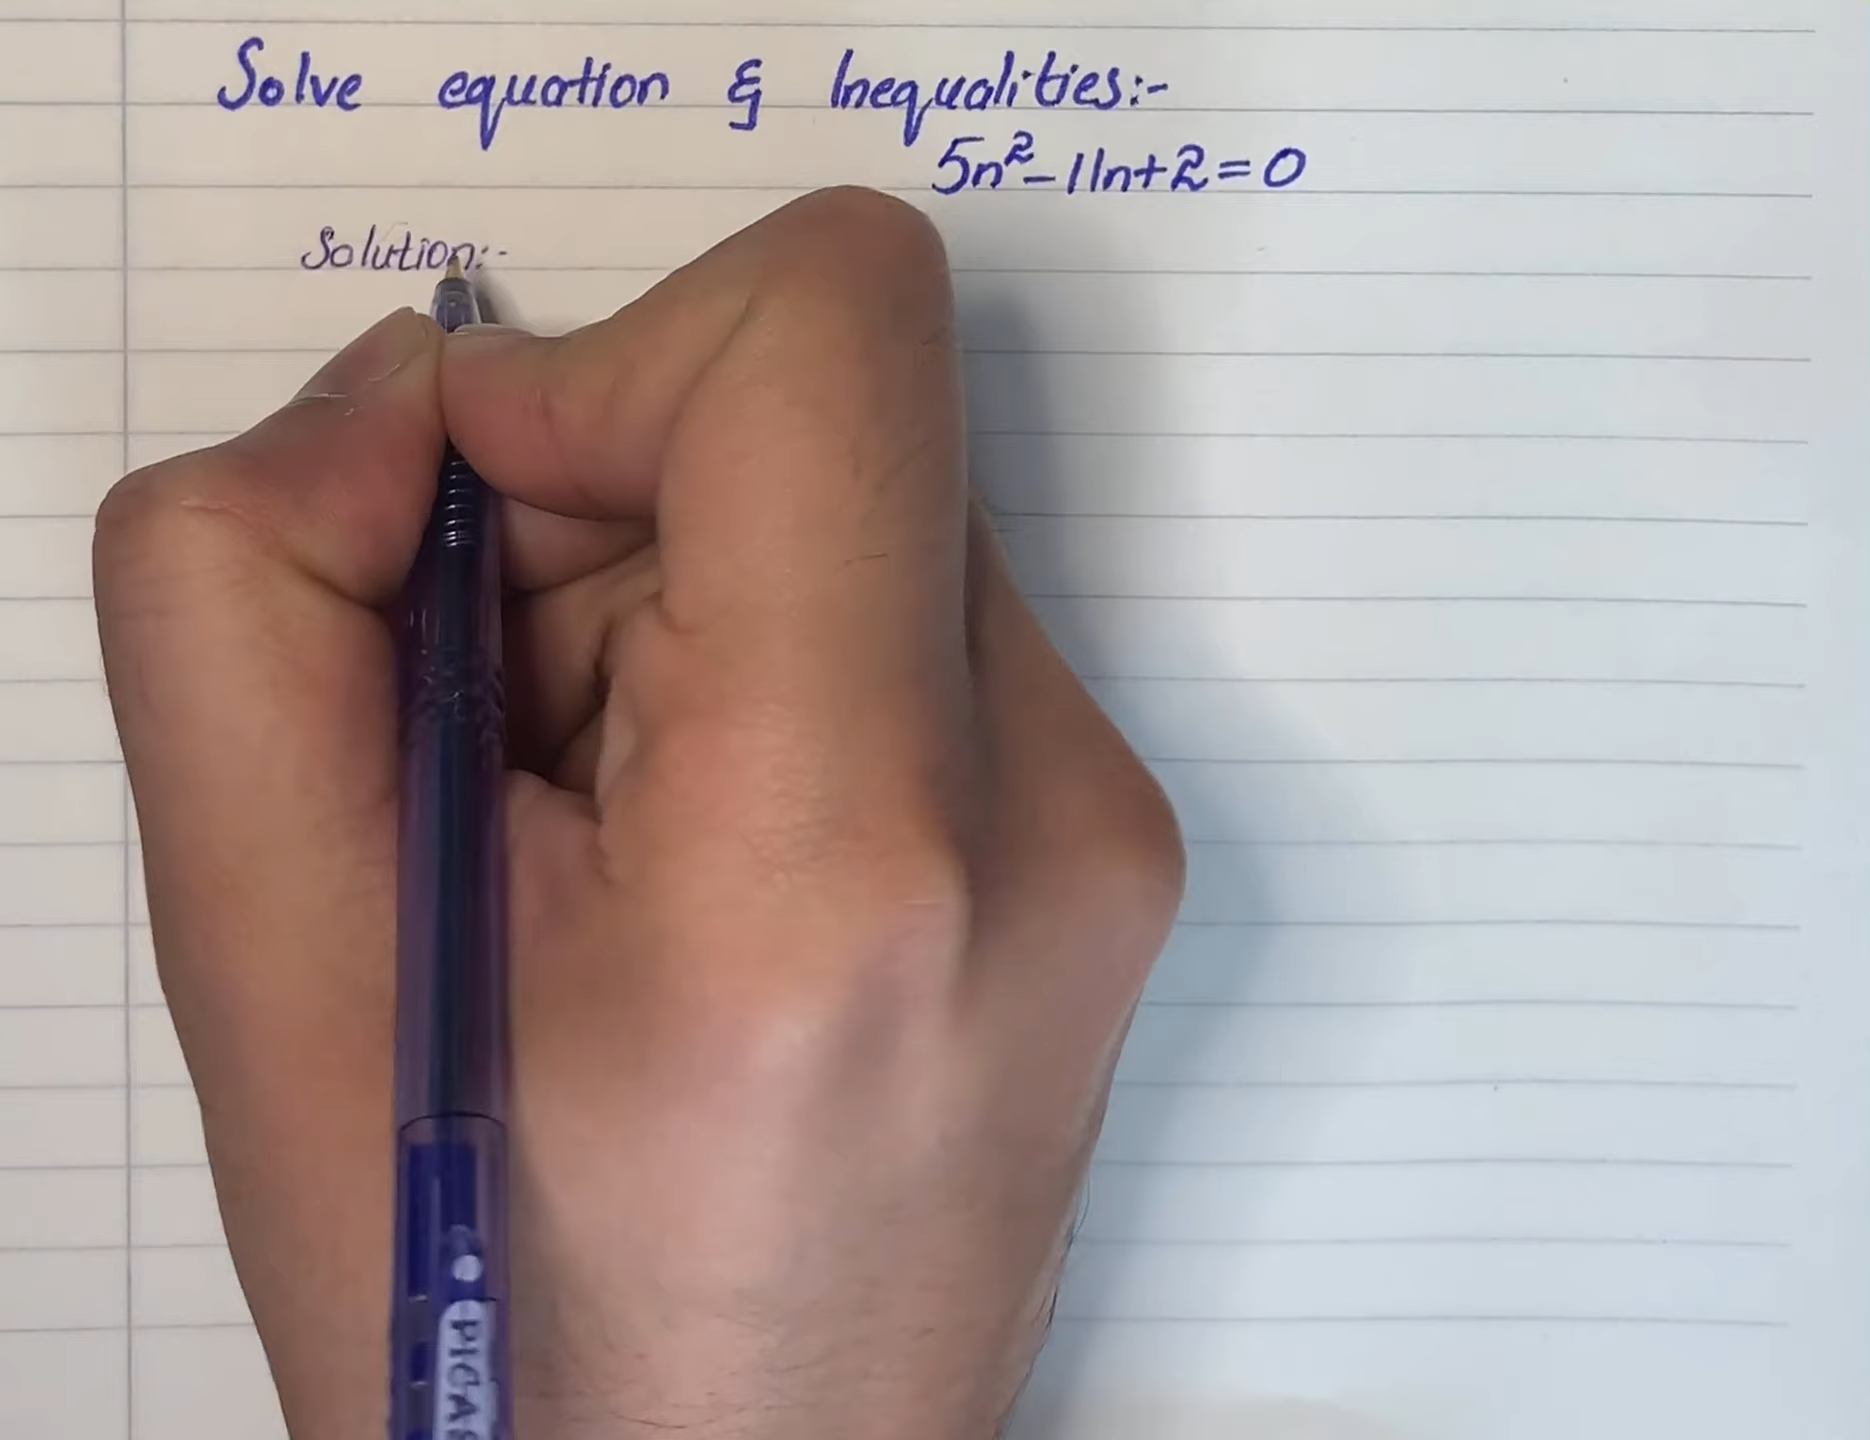 Solve equation & Inequalities:-
5n²-11n+2=0
Solution:-